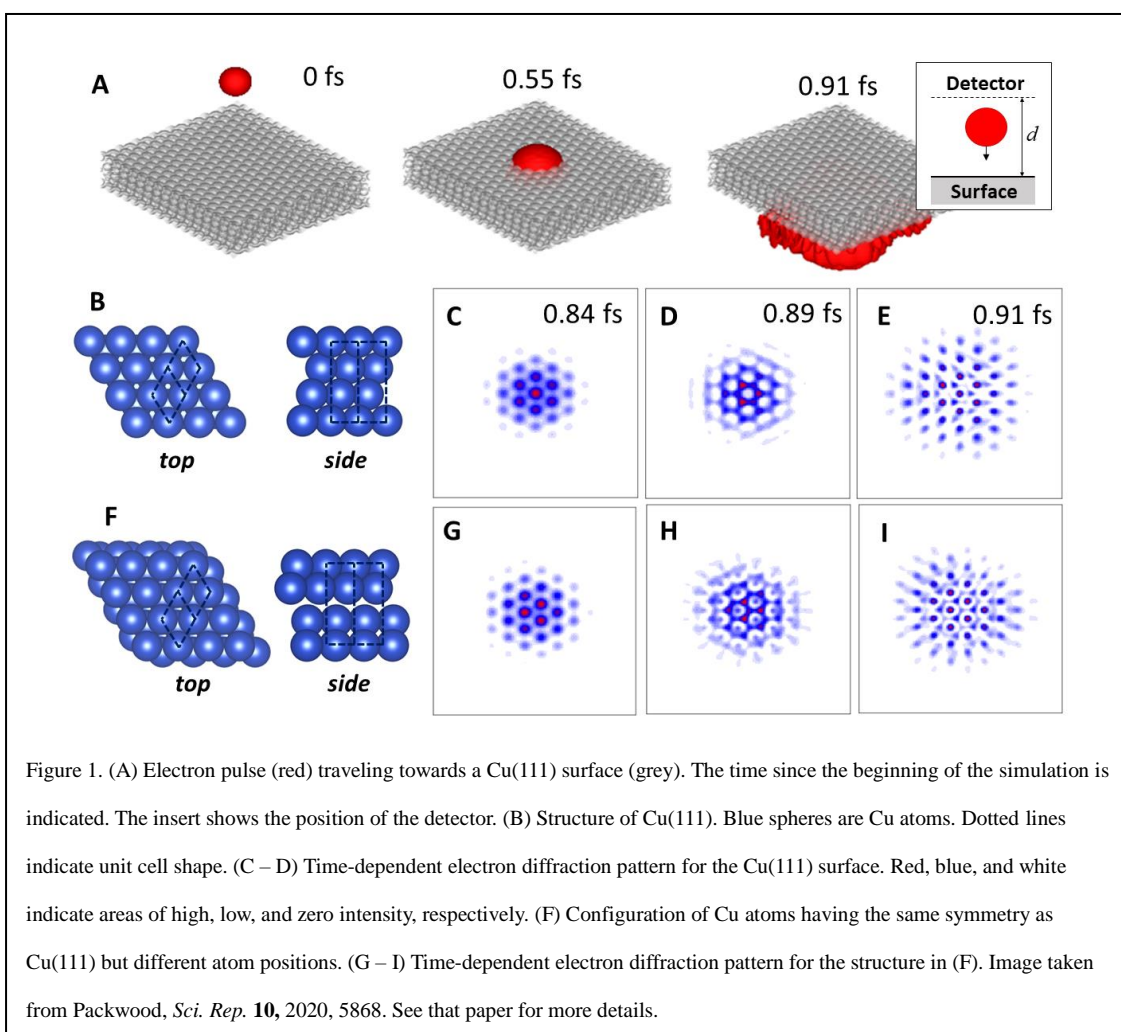 A
0 fs
0.55 fs
0.91 fs
Detector
d
Surface
B
top
side
C
0.84 fs
D
0.89 fs
E
0.91 fs
F
top
side
G
H
I
Figure 1. (A) Electron pulse (red) traveling towards a Cu(111) surface (grey). The time since the beginning of the simulation is
indicated. The insert shows the position of the detector. (B) Structure of Cu(111). Blue spheres are Cu atoms. Dotted lines
indicate unit cell shape. (C – D) Time-dependent electron diffraction pattern for the Cu(111) surface. Red, blue, and white
indicate areas of high, low, and zero intensity, respectively. (F) Configuration of Cu atoms having the same symmetry as
Cu(111) but different atom positions. (G – I) Time-dependent electron diffraction pattern for the structure in (F). Image taken
from Packwood, Sci. Rep. 10, 2020, 5868. See that paper for more details.